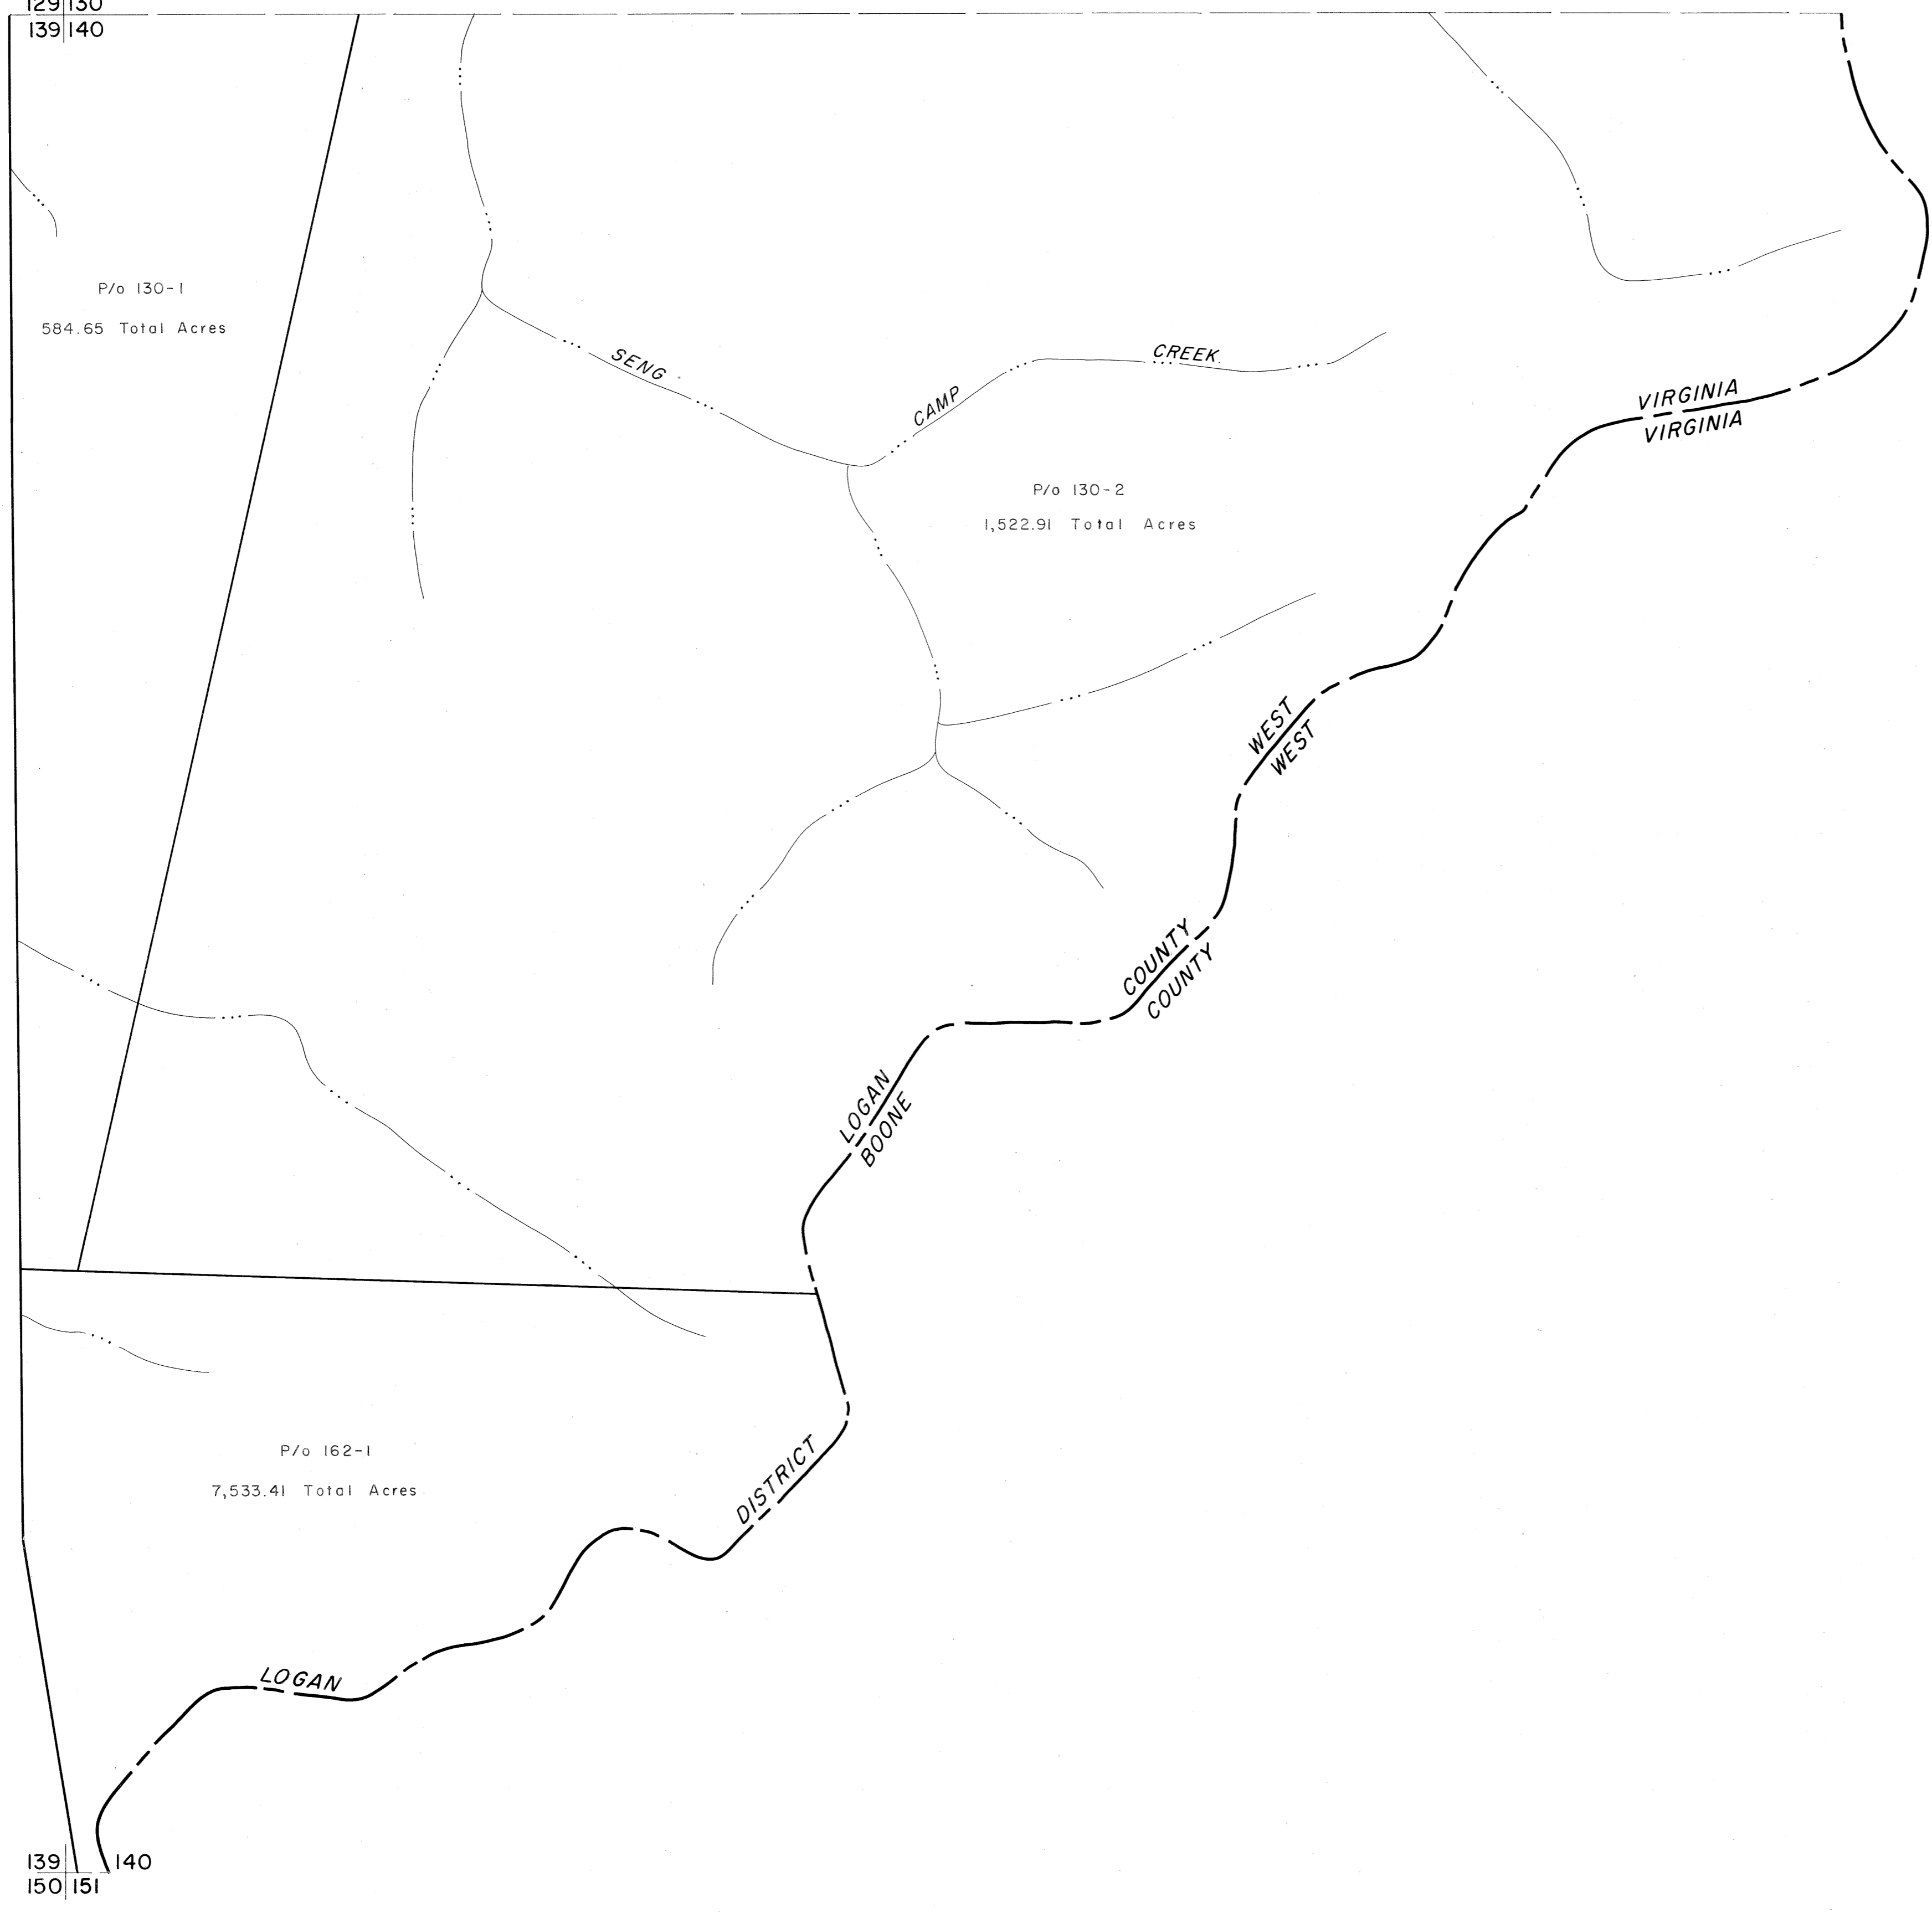 129 130
139 140
P/o 130-1
584.65 Total Acres
SENG CAMP CREEK
VIRGINIA
VIRGINIA
P/o 130-2
1,522.91 Total Acres
WEST
WEST
COUNTY
COUNTY
LOGAN
BOONE
P/o 162-1
7,533.41 Total Acres
DISTRICT
LOGAN
139 140
150 151